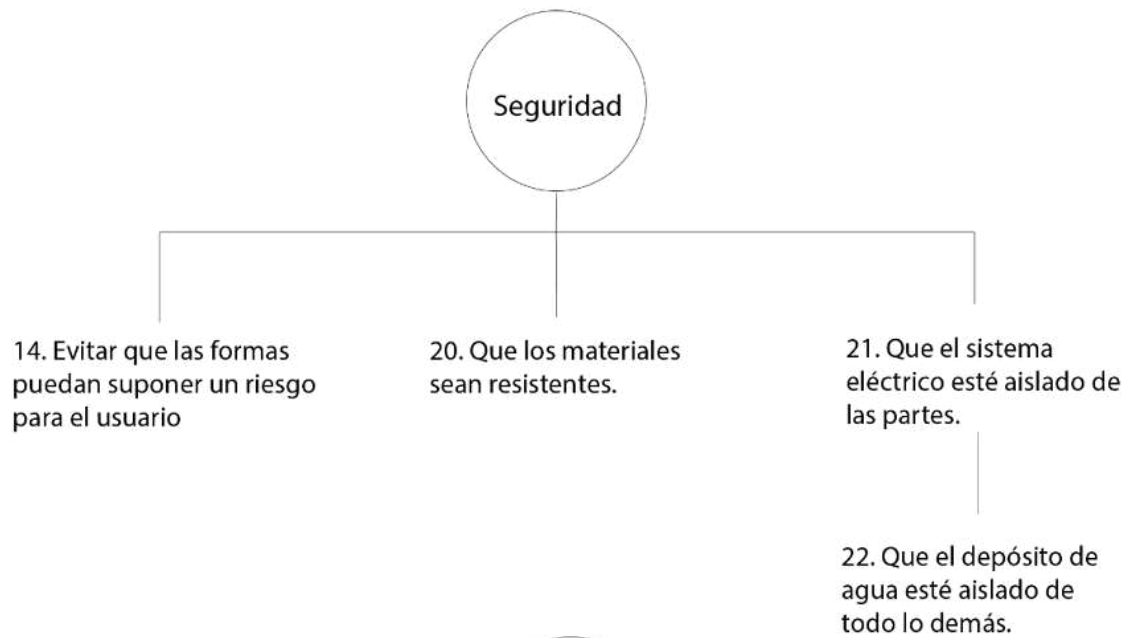 Seguridad
14. Evitar que las formas
puedan suponer un riesgo
para el usuario
20. Que los materiales
sean resistentes.
21. Que el sistema
eléctrico esté aislado de
las partes.
22. Que el depósito de
agua esté aislado de
todo lo demás.